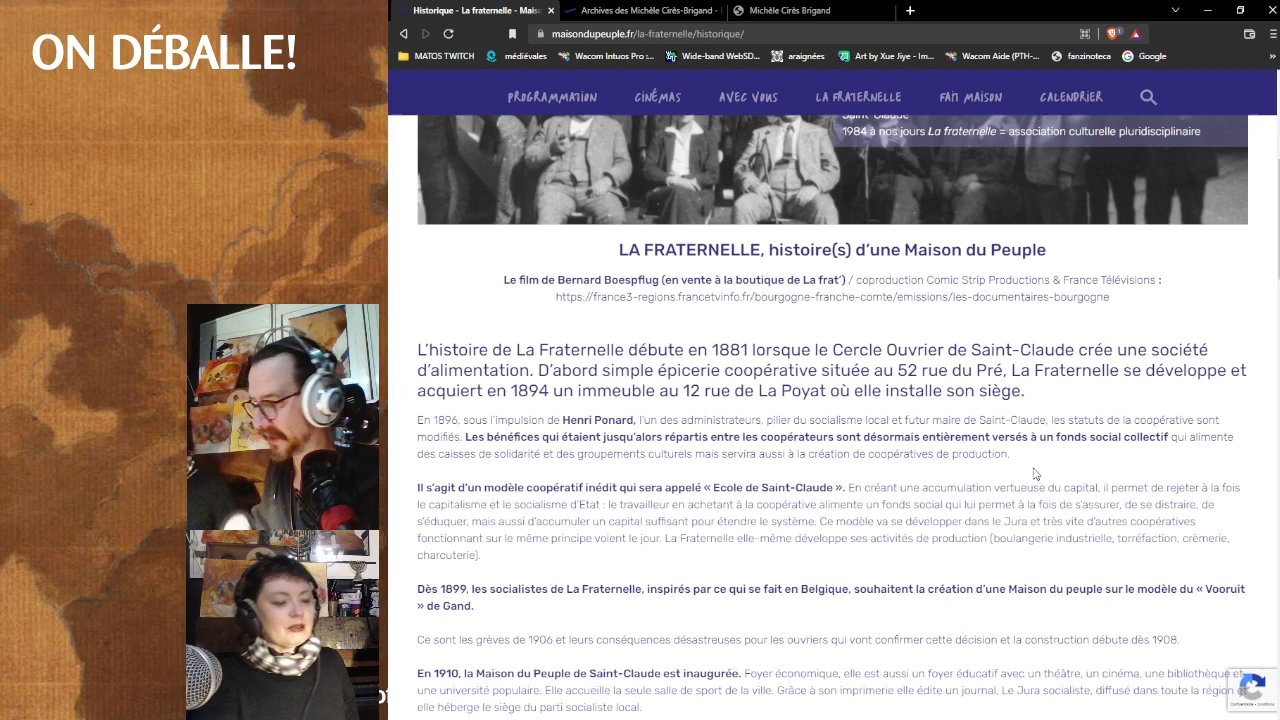 ON DÉBALLE!
Historique - La fraternelle - Mais
Archives des Michèle Cirès-Brigand -
Michèle Cirès Brigand
maisondupeuple.fr/la-fraternelle/historique/
MATOS TWITCH
médiévales
Wacom Intuos Pro
Wide-band WebSD...
Art by Xue Jiye - Im...
Wacom Aide (PTH-...
fanzinoteca
Google
PROGRAMMATION
CINÉMAS
AVEC VOUS
LA FRATERNELLE
FAIT MAISON
CALENDRIER
Saint-Claude
1984 à nos jours La fraternelle = association culturelle pluridisciplinaire
LA FRATERNELLE, histoire(s) d'une Maison du Peuple
Le film de Bernard Boespflug (en vente à la boutique de La frat') / coproduction Comic Strip Productions & France Télévisions :
https://france3-regions.francetvinfo.fr/bourgogne-franche-comte/emissions/les-documentaires-bourgogne
L'histoire de La Fraternelle débute en 1881 lorsque le Cercle Ouvrier de Saint-Claude crée une société
d'alimentation. D'abord simple épicerie coopérative située au 52 rue du Pré, La Fraternelle se développe et
acquiert en 1894 un immeuble au 12 rue de La Poyat où elle installe son siège.
En 1896, sous l'impulsion de Henri Ponard, l'un des administrateurs, pilier du socialisme local et futur maire de Saint-Claude, les statuts de la coopérative sont
modifiés. Les bénéfices qui étaient jusqu'alors répartis entre les coopérateurs sont désormais entièrement versés à un fonds social collectif qui alimente
des caisses de solidarité et des groupements culturels mais servira aussi à la création de coopératives de production.
Il s'agit d'un modèle coopératif inédit qui sera appelé « Ecole de Saint-Claude ». En créant une accumulation vertueuse du capital, il permet de rejeter à la fois
le capitalisme et le socialisme d'Etat : le travailleur en achetant à la coopérative alimente un fonds social qui lui permet à la fois de s'assurer, de se distraire, de
s'éduquer, mais aussi d'accumuler un capital suffisant pour étendre le système. Ce modèle va se développer dans le Jura et très vite d'autres coopératives
fonctionnant sur le même principe voient le jour. La Fraternelle elle-même développe ses activités de production (boulangerie industrielle, torréfaction, crèmerie,
charcuterie).
Dès 1899, les socialistes de La Fraternelle, inspirés par ce qui se fait en Belgique, souhaitent la création d'une Maison du peuple sur le modèle du « Vooruit
» de Gand.
Ce sont les grèves de 1906 et leurs conséquences désastreuses pour les ouvriers qui vont confirmer cette décision et la construction débute dès 1908.
En 1910, la Maison du Peuple de Saint-Claude est inaugurée. Foyer économique, elle est aussi un foyer éducatif avec un théâtre, un cinéma, une bibliothèque et
une université populaire. Elle accueille la seule salle de sport de la ville. Grâce à son imprimerie elle édite un journal, Le Jura Socialiste, diffusé dans toute la région et
elle héberge le siège du parti socialiste local.
Confidentialité - Conditions